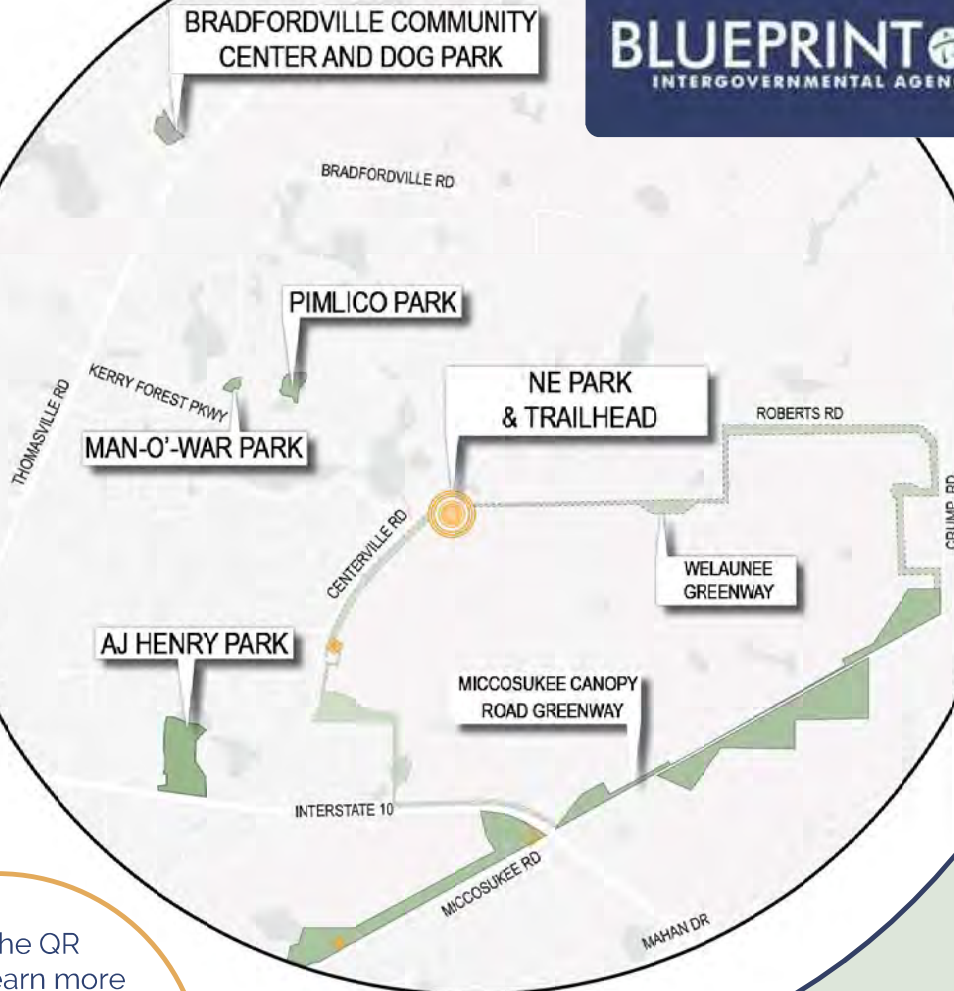 BRADFORDVILLE COMMUNITY
CENTER AND DOG PARK
BLUEPRINT
INTERGOVERNMENTAL AGEN
BRADFORDVILLE RD
PIMLICO PARK
KERRY FOREST PKWY
THOMASVILLE RD
MAN-O'-WAR PARK
NE PARK
& TRAILHEAD
ROBERTS RD
CRUMP RD
CENTERVILLE RD
WELAUNEE
GREENWAY
AJ HENRY PARK
MICCOSUKEE CANOPY
ROAD GREENWAY
INTERSTATE 10
MICCOSUKEE RD
MAHAN DR
he QR
earn more